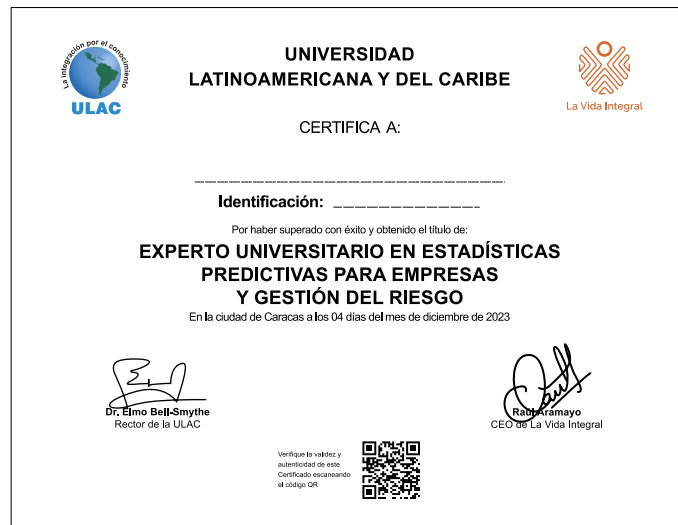 La integración por el conocimiento
ULAC
UNIVERSIDAD
LATINOAMERICANA Y DEL CARIBE
La Vida Integral
CERTIFICA A:
Identificación:
Por haber superado con éxito y obtenido el título de:
EXPERTO UNIVERSITARIO EN ESTADÍSTICAS
PREDICTIVAS PARA EMPRESAS
Y GESTIÓN DEL RIESGO
En la ciudad de Caracas a los 04 días del mes de diciembre de 2023
Dr. Elmo Bell-Smythe
Rector de la ULAC
Raúl Aramayo
CEO de La Vida Integral
Verifique la validez y
autenticidad de este
Certificado escaneando
el código QR